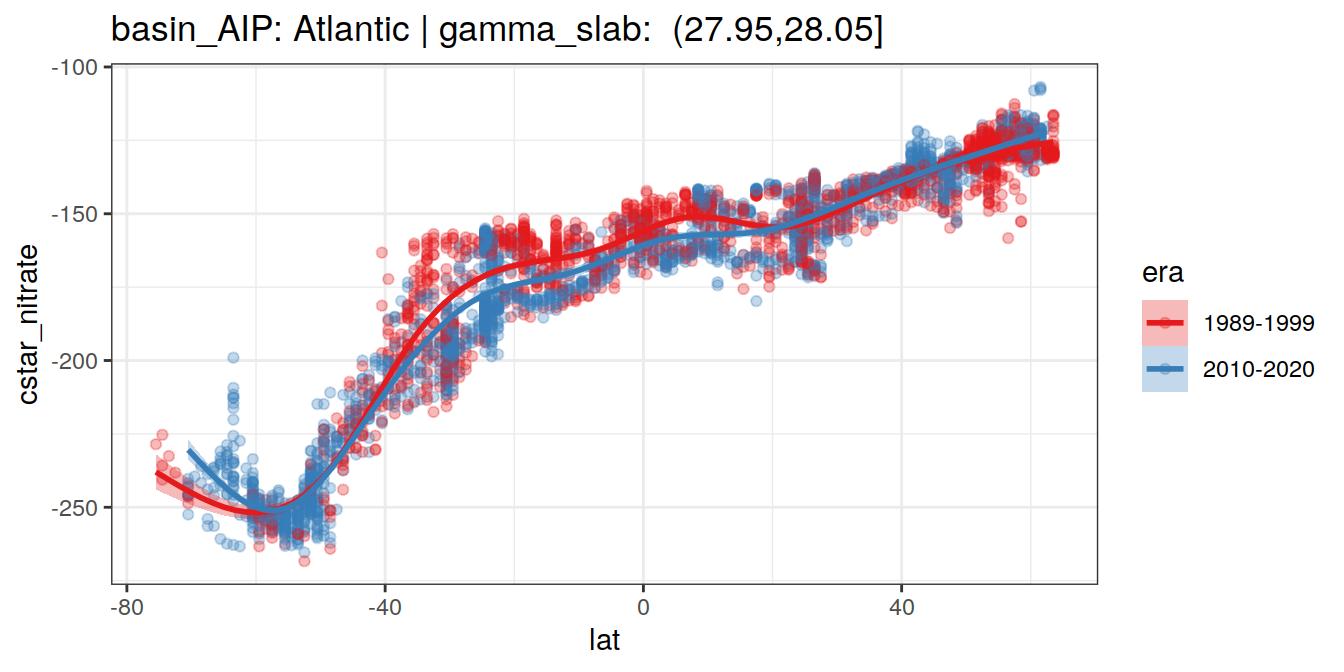 basin_AIP: Atlantic | gamma_slab:  (27.95,28.05]
-100
-150
-200
-250
cstar_nitrate
-80
-40
0
40
lat
era
1989-1999
2010-2020